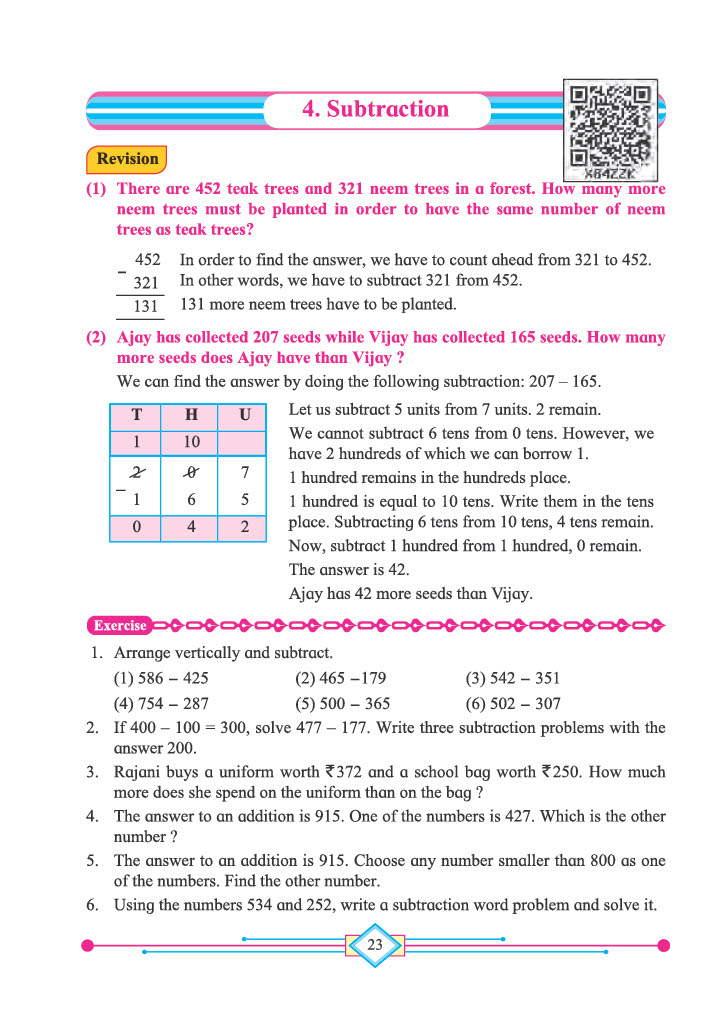 4. Subtraction
X84ZZK
Revision
(1) There are 452 teak trees and 321 neem trees in a forest. How many more
neem trees must be planted in order to have the same number of neem
trees as teak trees?
452 In order to find the answer, we have to count ahead from 321 to 452.
– 321 In other words, we have to subtract 321 from 452.
131 131 more neem trees have to be planted.
(2) Ajay has collected 207 seeds while Vijay has collected 165 seeds. How many
more seeds does Ajay have than Vijay ?
We can find the answer by doing the following subtraction: 207 – 165.
T H U
1 10
2 0 7
– 1 6 5
0 4 2
Let us subtract 5 units from 7 units. 2 remain.
We cannot subtract 6 tens from 0 tens. However, we
have 2 hundreds of which we can borrow 1.
1 hundred remains in the hundreds place.
1 hundred is equal to 10 tens. Write them in the tens
place. Subtracting 6 tens from 10 tens, 4 tens remain.
Now, subtract 1 hundred from 1 hundred, 0 remain.
The answer is 42.
Ajay has 42 more seeds than Vijay.
Exercise
1. Arrange vertically and subtract.
(1) 586 – 425 (2) 465 –179 (3) 542 – 351
(4) 754 – 287 (5) 500 – 365 (6) 502 – 307
2. If 400 – 100 = 300, solve 477 – 177. Write three subtraction problems with the
answer 200.
3. Rajani buys a uniform worth ₹372 and a school bag worth ₹250. How much
more does she spend on the uniform than on the bag ?
4. The answer to an addition is 915. One of the numbers is 427. Which is the other
number ?
5. The answer to an addition is 915. Choose any number smaller than 800 as one
of the numbers. Find the other number.
6. Using the numbers 534 and 252, write a subtraction word problem and solve it.
23